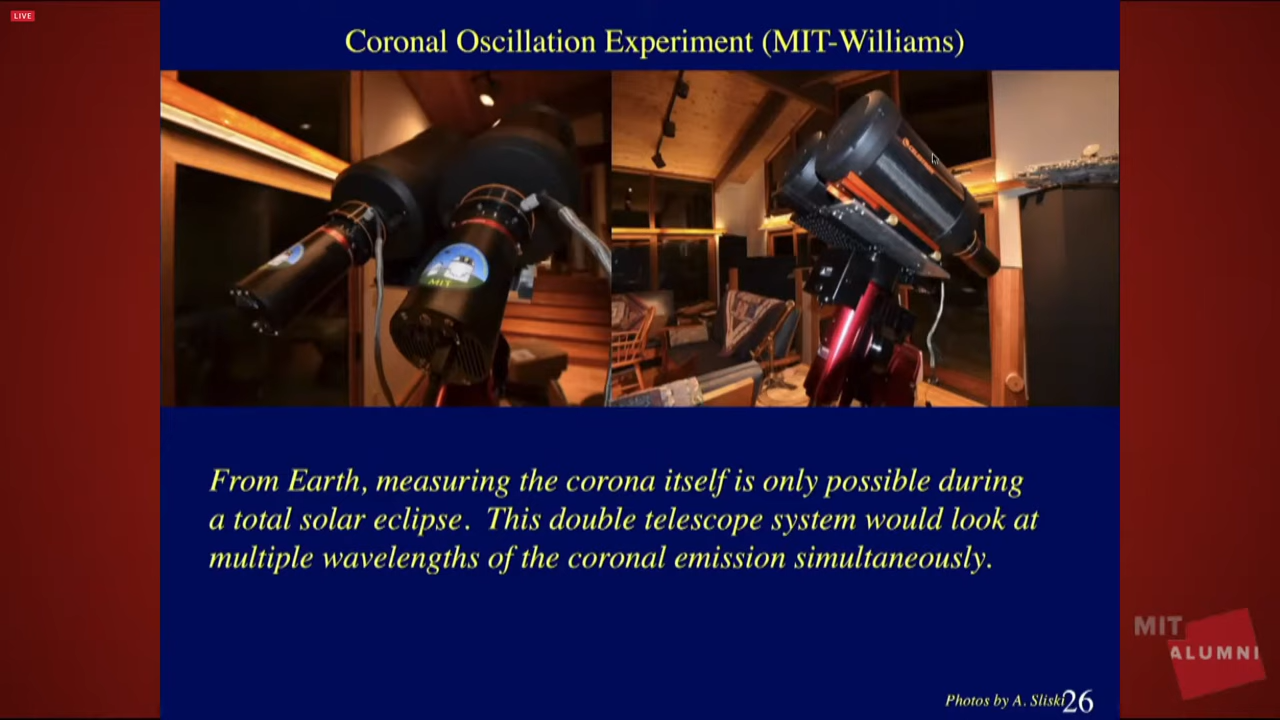 LIVE
Coronal Oscillation Experiment (MIT-Williams)
MIT
From Earth, measuring the corona itself is only possible during
a total solar eclipse. This double telescope system would look at
multiple wavelengths of the coronal emission simultaneously.
MIT
ALUMNI
Photos by A. Sliski
26